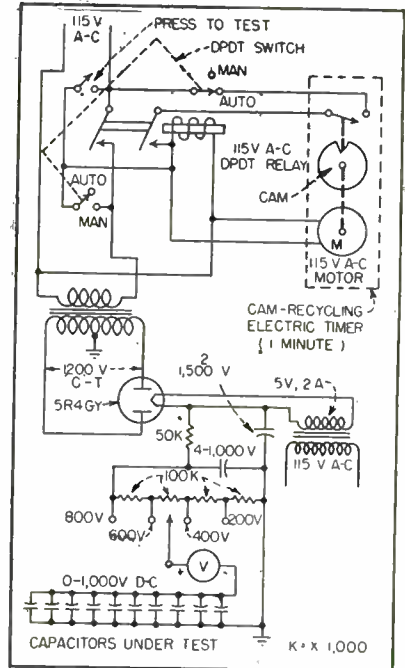 115 V
A-C
PRESS TO TEST
DPDT SWITCH
MAN
AUTO
115V A-C
DPDT RELAY
CAM
AUTO
MAN
M
115 V A-C
MOTOR
CAM-RECYCLING
ELECTRIC TIMER
(1 MINUTE)
1200 V
C-T
2
1,500 V
5V, 2A
5R4GY
50K
4-1,000V
115 V A-C
100K
800V
600V
400V
200V
V
0-1,000V D-C
CAPACITORS UNDER TEST
K = X 1,000